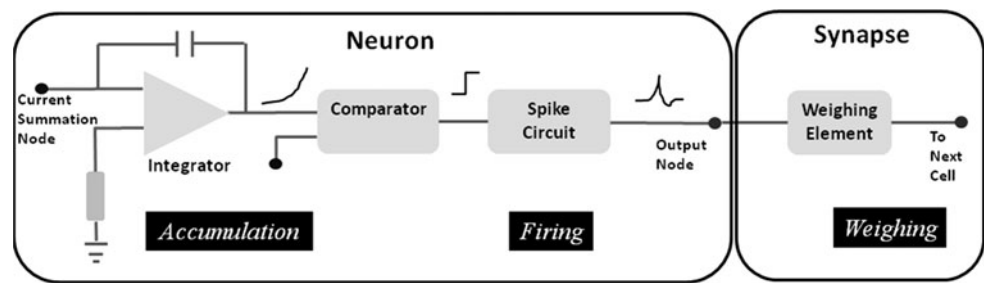 Neuron
Synapse
Current
Summation
Node
Integrator
Comparator
Spike
Circuit
Output
Node
Weighing
Element
To
Next
Cell
Accumulation
Firing
Weighing